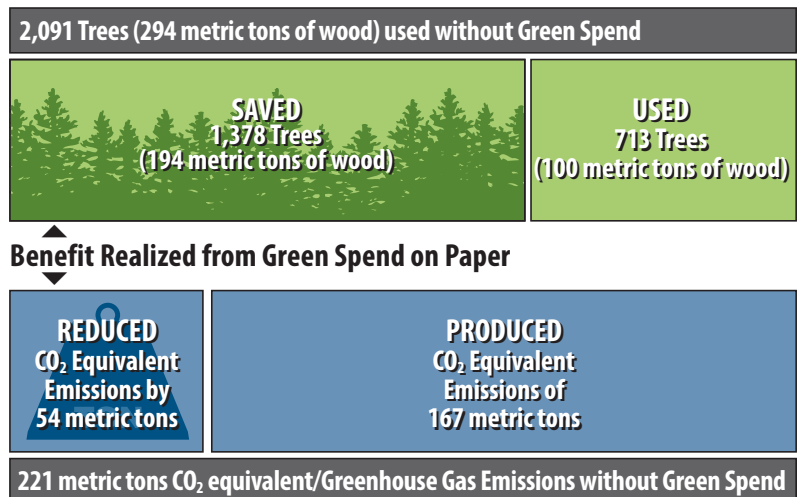 2,091 Trees (294 metric tons of wood) used without Green Spend
SAVED
1,378 Trees
(194 metric tons of wood)
USED
713 Trees
(100 metric tons of wood)
Benefit Realized from Green Spend on Paper
REDUCED
CO₂ Equivalent
Emissions by
54 metric tons
TON
PRODUCED
CO₂ Equivalent
Emissions of
167 metric tons
221 metric tons CO₂ equivalent/Greenhouse Gas Emissions without Green Spend